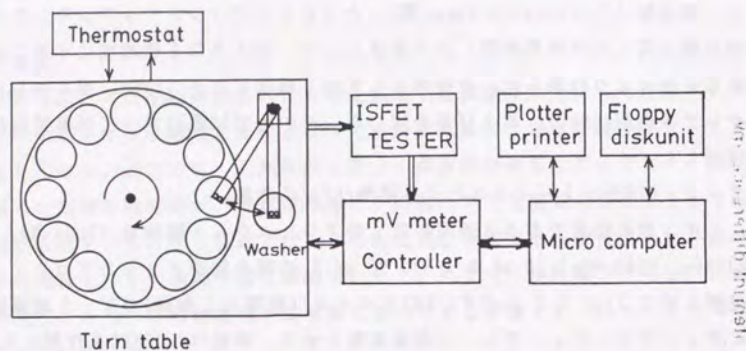 Thermostat
ISFET
TESTER
Plotter
printer
Floppy
diskunit
Washer
mV meter
Controller
Micro computer
Turn table